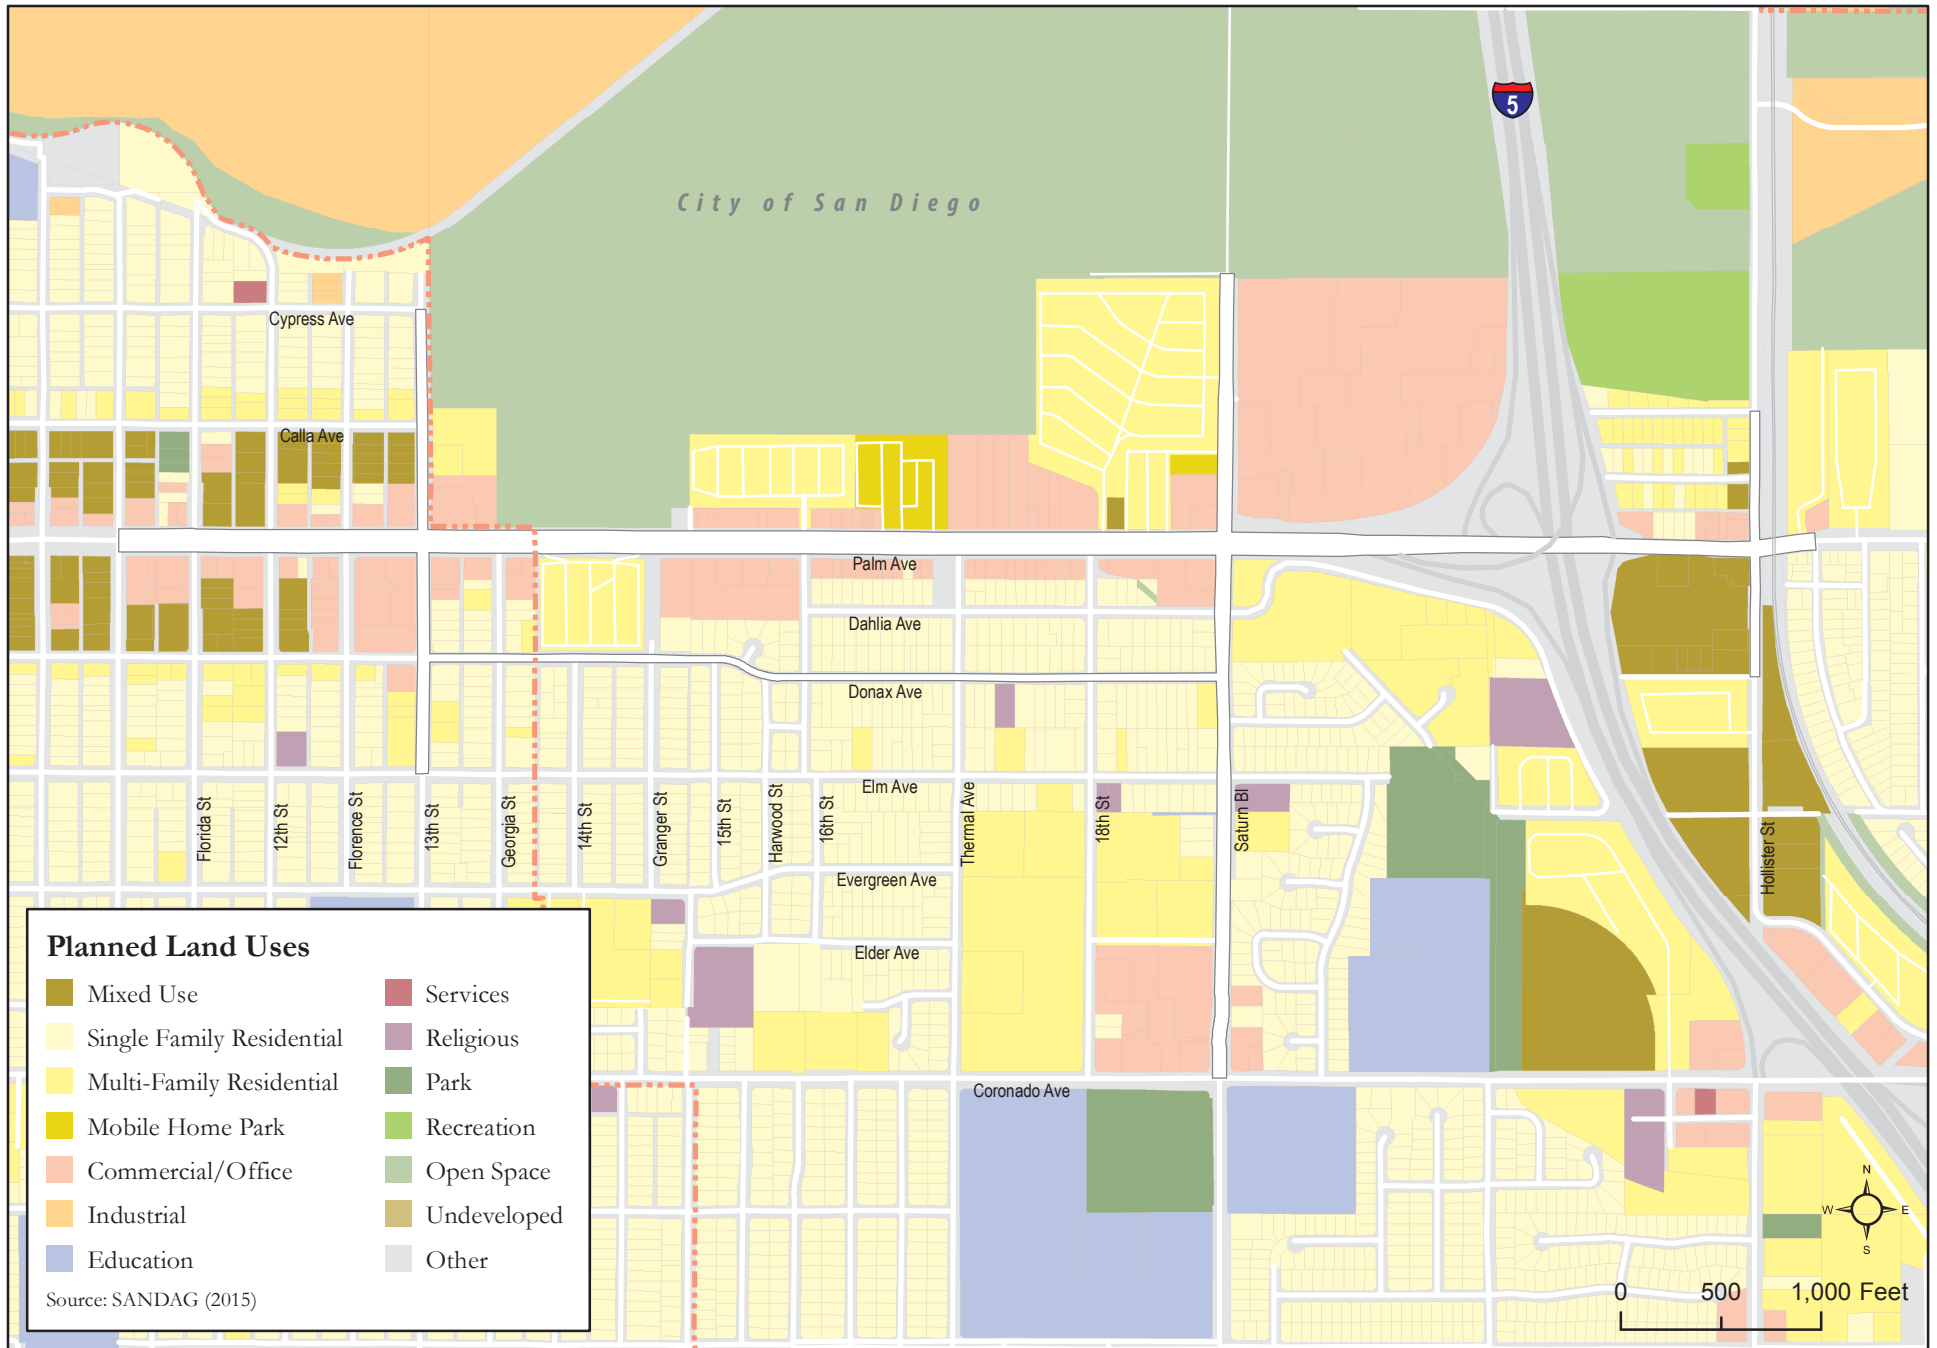 5
City of San Diego
Cypress Ave
Calla Ave
Palm Ave
Dahlia Ave
Donax Ave
Elm Ave
Florida St
12th St
Florence St
13th St
Georgia St
14th St
Granger St
15th St
Harwood St
16th St
Thermal Ave
18th St
Saturn Bl
Hollister St
Evergreen Ave
Elder Ave
Coronado Ave
Planned Land Uses
Mixed Use
Single Family Residential
Multi-Family Residential
Mobile Home Park
Commercial/Office
Industrial
Education
Services
Religious
Park
Recreation
Open Space
Undeveloped
Other
Source: SANDAG (2015)
N
W E
S
0 500 1,000 Feet